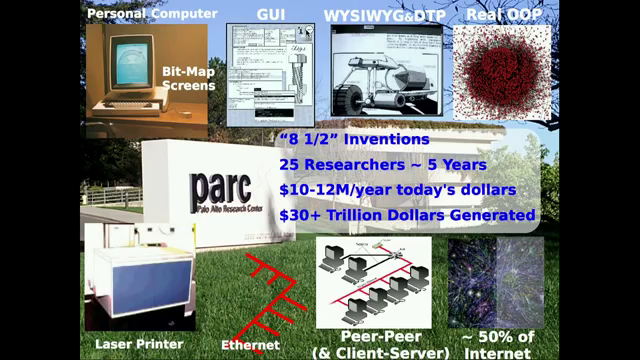 Personal Computer
GUI
WYSIWYG&DTP
Real OOP
Bit-Map
Screens
“8 1/2” Inventions
25 Researchers ~ 5 Years
$10-12M/year today's dollars
$30+ Trillion Dollars Generated
parc
Palo Alto Research Center
Laser Printer
Ethernet
Peer-Peer
(& Client-Server)
~ 50% of
Internet